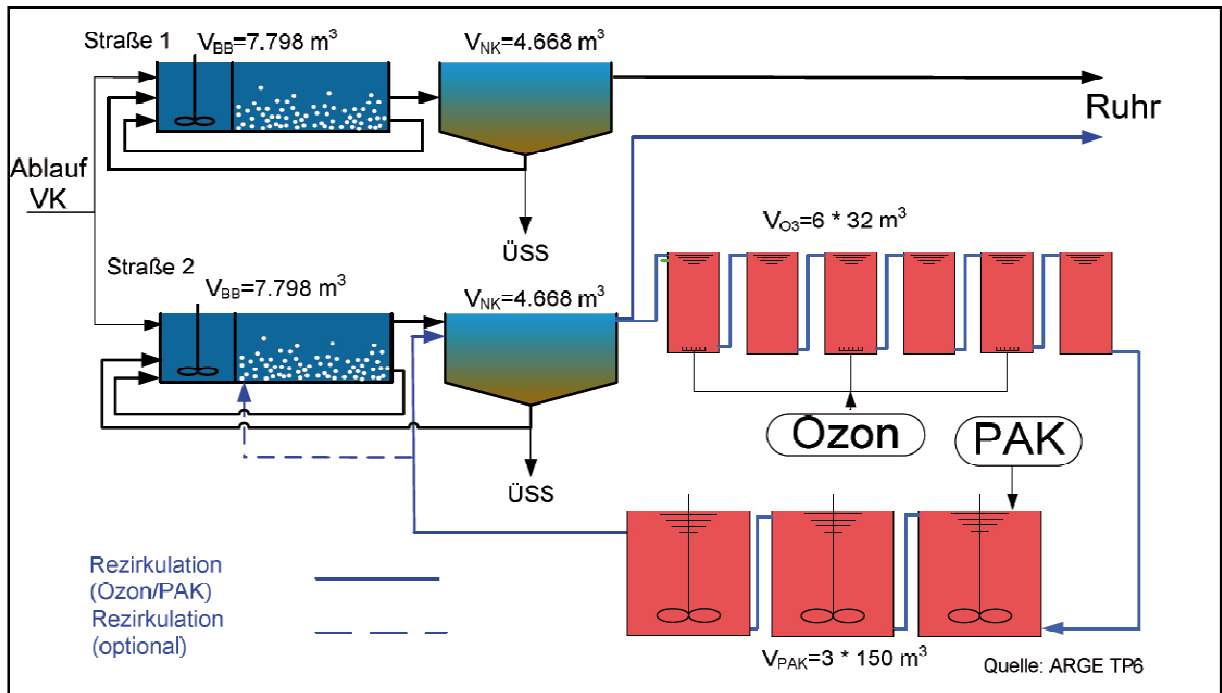 Straße 1
V_BB=7.798 m³
V_NK=4.668 m³
Ruhr
Ablauf
VK
ÜSS
V_O3=6 * 32 m³
Straße 2
V_BB=7.798 m³
V_NK=4.668 m³
Ozon
PAK
ÜSS
Rezirkulation
(Ozon/PAK)
Rezirkulation
(optional)
V_PAK=3 * 150 m³
Quelle: ARGE TP6